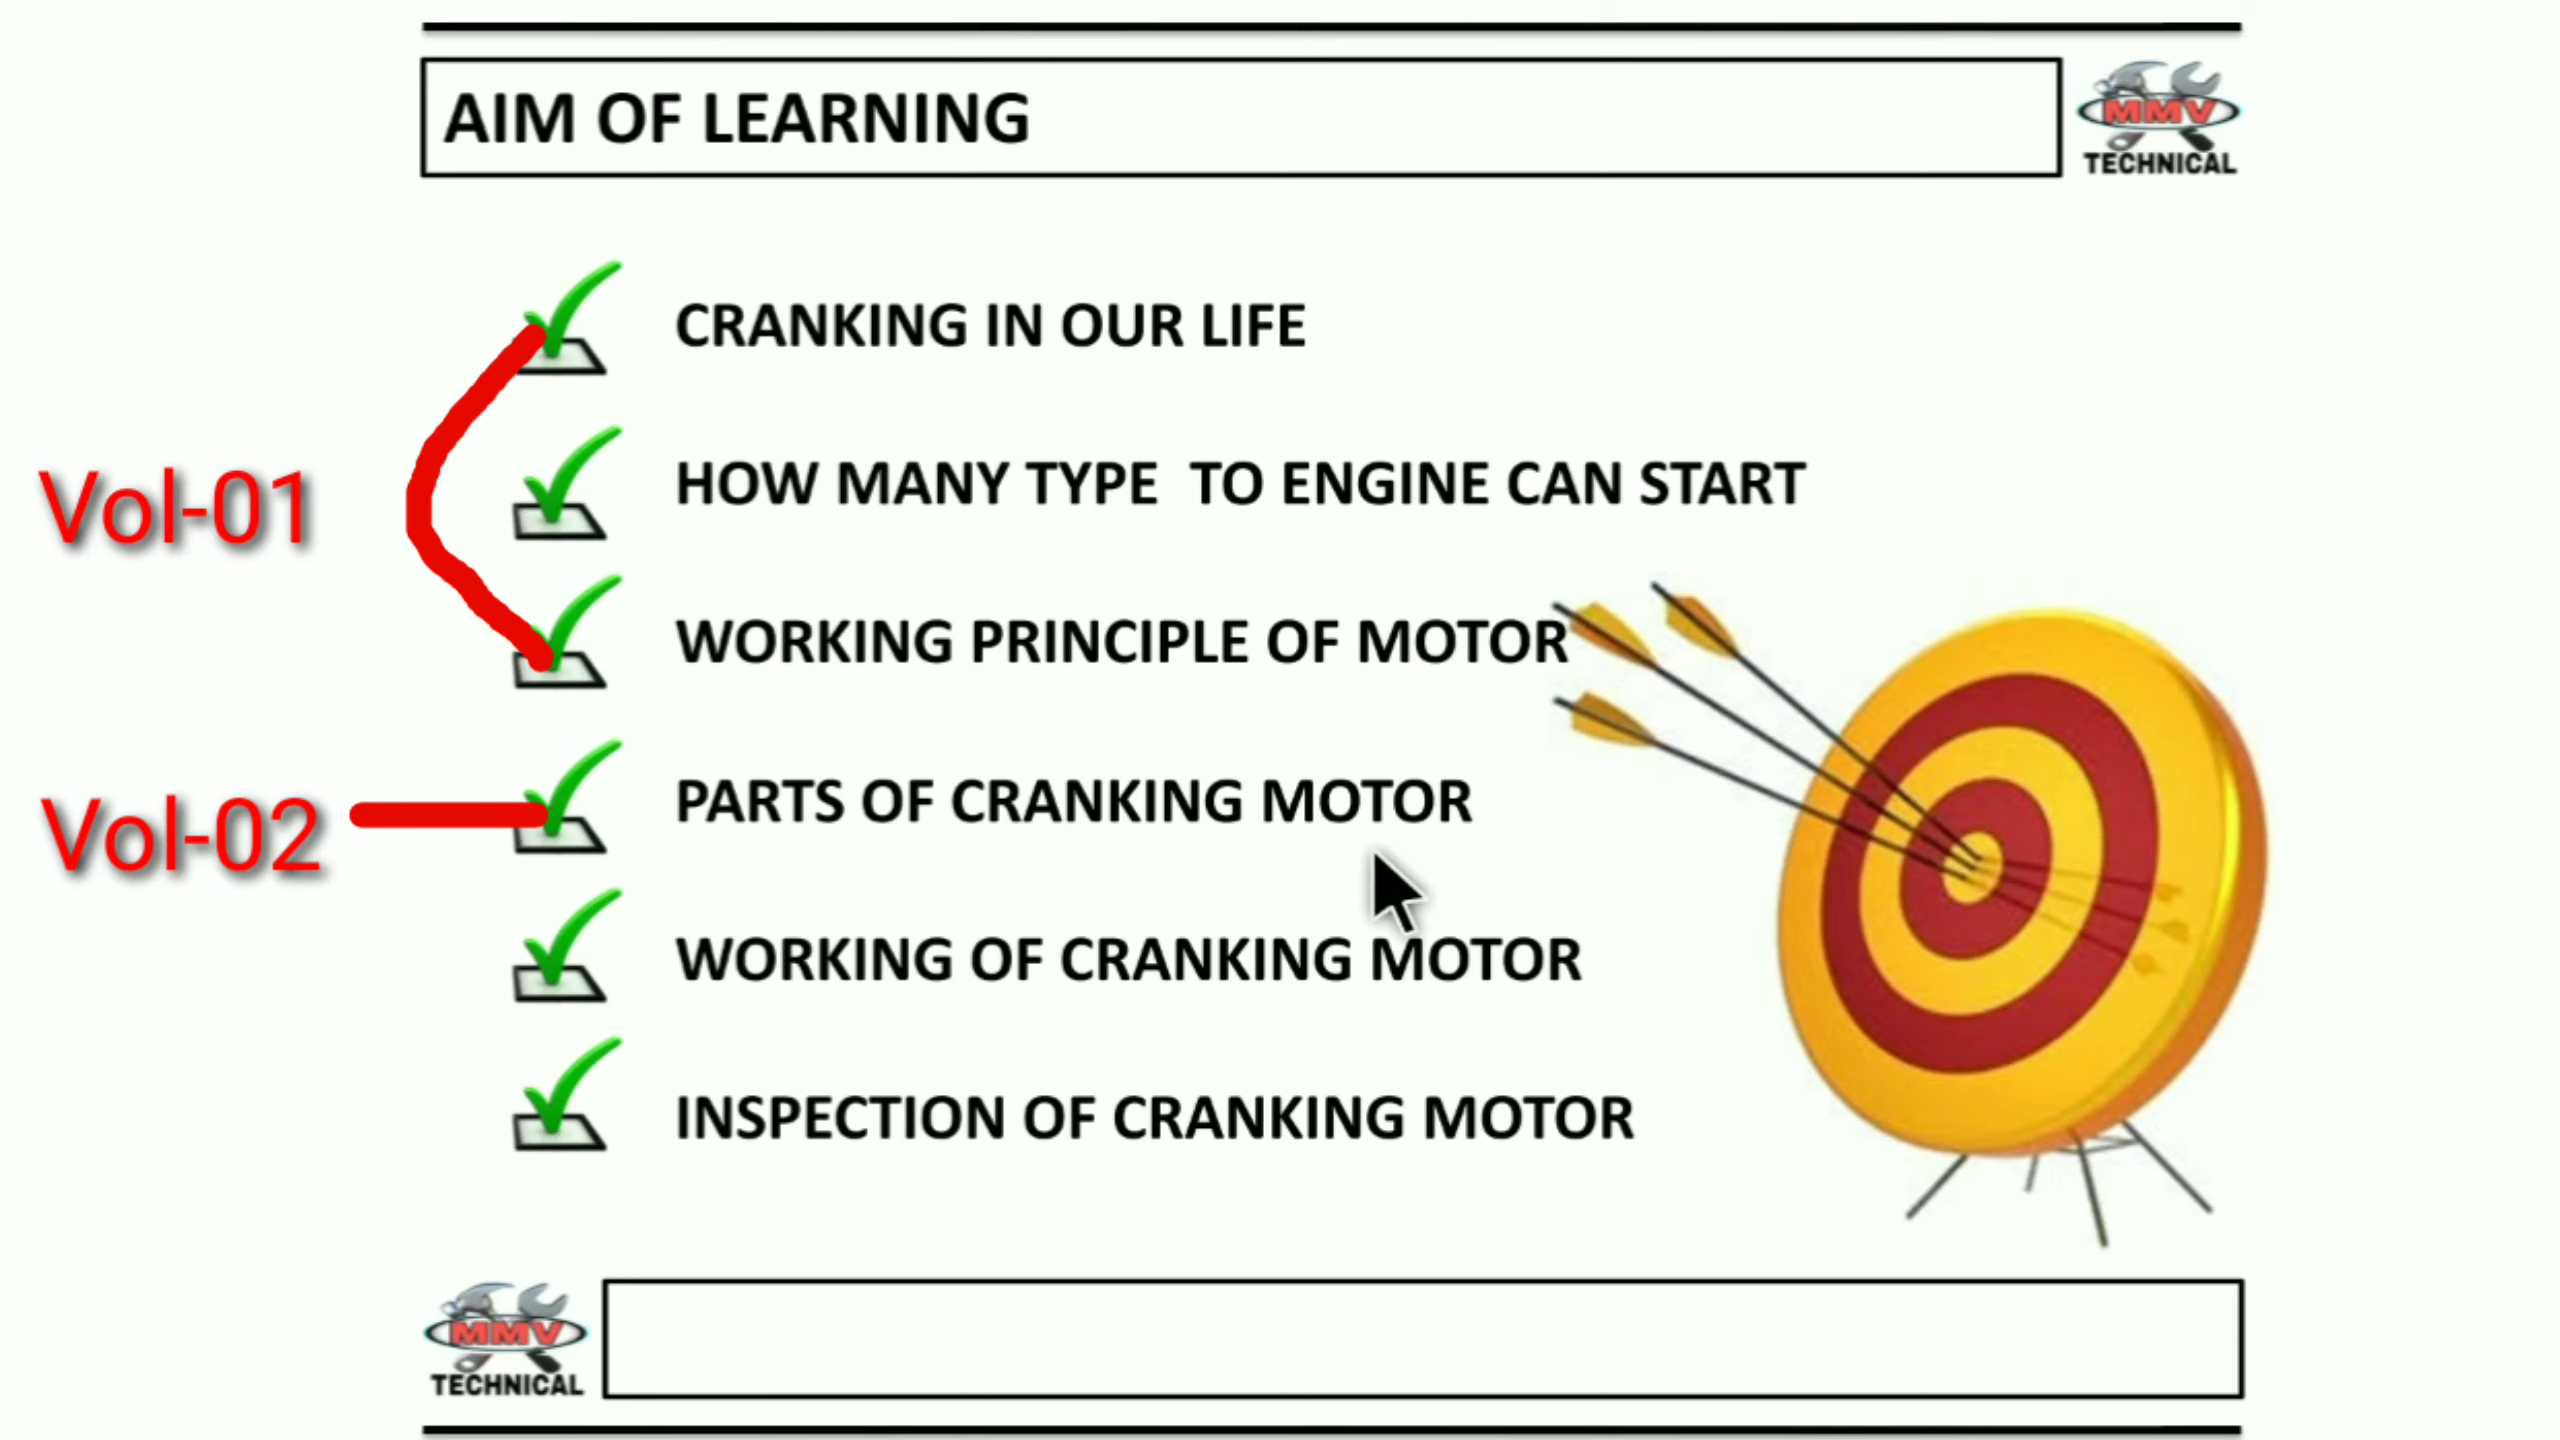 AIM OF LEARNING
MMV
TECHNICAL
CRANKING IN OUR LIFE
HOW MANY TYPE  TO ENGINE CAN START
Vol-01
WORKING PRINCIPLE OF MOTOR
PARTS OF CRANKING MOTOR
Vol-02
WORKING OF CRANKING MOTOR
INSPECTION OF CRANKING MOTOR
MMV
TECHNICAL